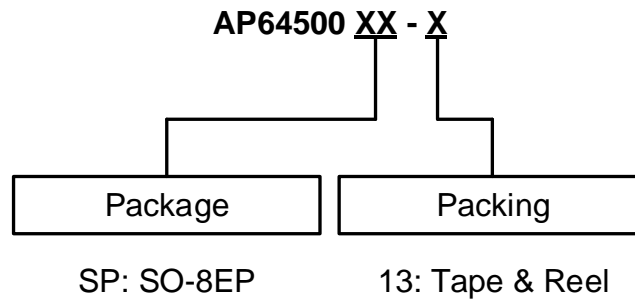 AP64500 XX - X
Package
Packing
SP: SO-8EP
13: Tape & Reel